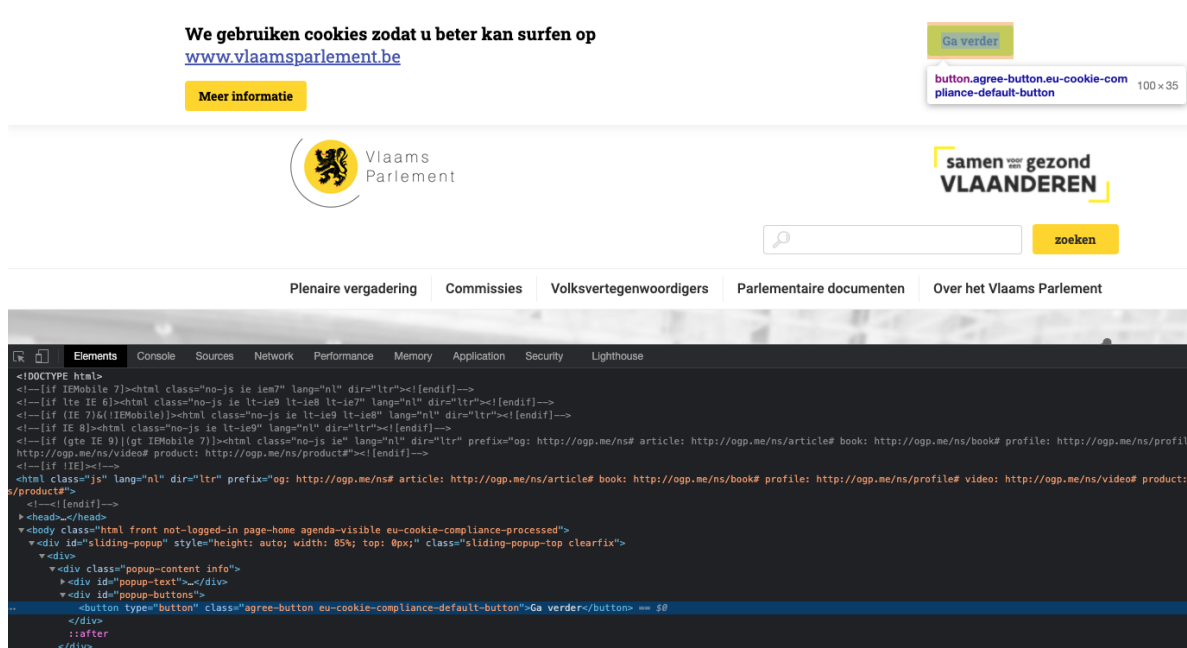 We gebruiken cookies zodat u beter kan surfen op
www.vlaamsparlement.be
Meer informatie
Ga verder
button.agree-button.eu-cookie-com
pliance-default-button
100 × 35
Vlaams
Parlement
samen voor een gezond
VLAANDEREN
zoeken
Plenaire vergadering Commissies Volksvertegenwoordigers Parlementaire documenten Over het Vlaams Parlement
Elements Console Sources Network Performance Memory Application Security Lighthouse
<!DOCTYPE html>
<!--[if IEMobile 7]><html class="no-js ie iem7" lang="nl" dir="ltr"><![endif]-->
<!--[if lte IE 6]><html class="no-js ie lt-ie9 lt-ie8 lt-ie7" lang="nl" dir="ltr"><![endif]-->
<!--[if (IE 7)&(!IEMobile)]><html class="no-js ie lt-ie9 lt-ie8" lang="nl" dir="ltr"><![endif]-->
<!--[if IE 8]><html class="no-js ie lt-ie9" lang="nl" dir="ltr"><![endif]-->
<!--[if (gte IE 9)|(gt IEMobile 7)]><html class="no-js ie" lang="nl" dir="ltr" prefix="og: http://ogp.me/ns# article: http://ogp.me/ns/article# book: http://ogp.me/ns/book# profile: http://ogp.me/ns/profil
http://ogp.me/ns/video# product: http://ogp.me/ns/product#"><![endif]-->
<!--[if !IE]><!-->
<html class="js" lang="nl" dir="ltr" prefix="og: http://ogp.me/ns# article: http://ogp.me/ns/article# book: http://ogp.me/ns/book# profile: http://ogp.me/ns/profile# video: http://ogp.me/ns/video# product:
s/product#">
<!--<![endif]-->
<head>…</head>
<body class="html front not-logged-in page-home agenda-visible eu-cookie-compliance-processed">
<div id="sliding-popup" style="height: auto; width: 85%; top: 0px;" class="sliding-popup-top clearfix">
<div>
<div class="popup-content info">
<div id="popup-text">…</div>
<div id="popup-buttons">
<button type="button" class="agree-button eu-cookie-compliance-default-button">Ga verder</button> == $0
</div>
::after
</div>